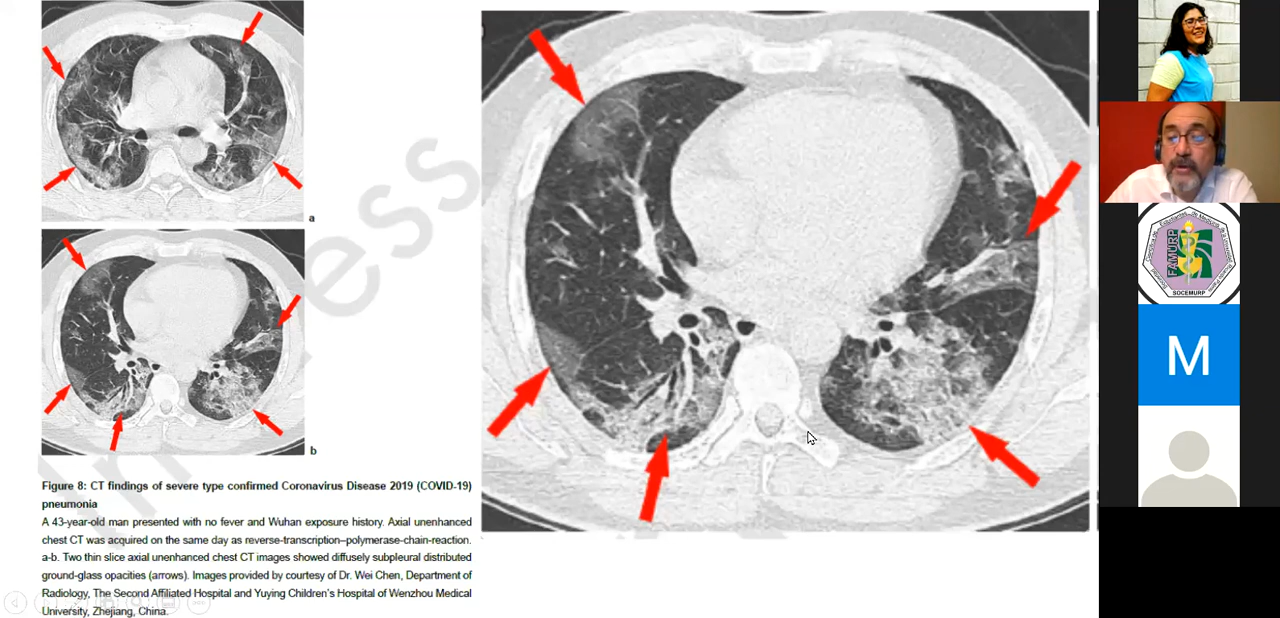 a
b
Figure 8: CT findings of severe type confirmed Coronavirus Disease 2019 (COVID-19)
pneumonia
A 43-year-old man presented with no fever and Wuhan exposure history. Axial unenhanced
chest CT was acquired on the same day as reverse-transcription–polymerase-chain-reaction.
a-b. Two thin slice axial unenhanced chest CT images showed diffusely subpleural distributed
ground-glass opacities (arrows). Images provided by courtesy of Dr. Wei Chen, Department of
Radiology, The Second Affiliated Hospital and Yuying Children's Hospital of Wenzhou Medical
University, Zhejiang, China.
FAMURP
SOCEMURP
M